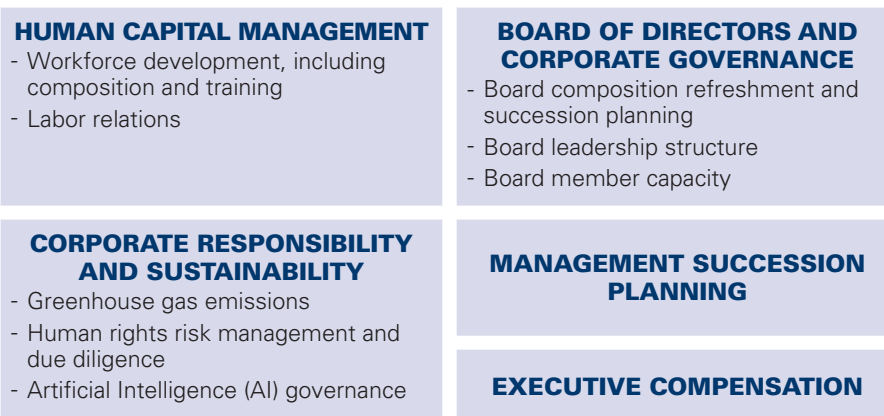 HUMAN CAPITAL MANAGEMENT
- Workforce development, including
composition and training
- Labor relations
BOARD OF DIRECTORS AND
CORPORATE GOVERNANCE
- Board composition refreshment and
succession planning
- Board leadership structure
- Board member capacity
CORPORATE RESPONSIBILITY
AND SUSTAINABILITY
- Greenhouse gas emissions
- Human rights risk management and
due diligence
- Artificial Intelligence (AI) governance
MANAGEMENT SUCCESSION
PLANNING
EXECUTIVE COMPENSATION